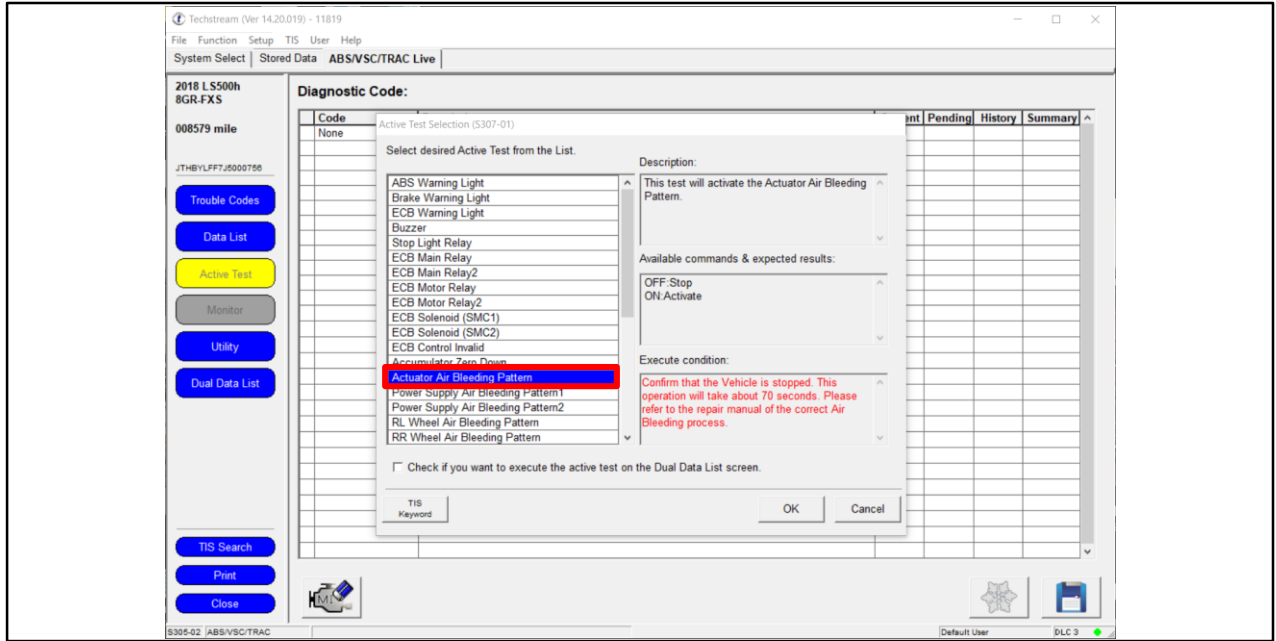 Techstream (Ver 14.20.019) - 11819
File Function Setup TIS User Help
System Select Stored Data ABS/VSC/TRAC Live
2018 LS500h
8GR-FXS
008579 mile
JTHBYLFF7J5000756
Trouble Codes
Data List
Active Test
Monitor
Utility
Dual Data List
TIS Search
Print
Close
Diagnostic Code:
Code
Pending History Summary
None
Active Test Selection (S307-01)
Select desired Active Test from the List.
ABS Warning Light
Brake Warning Light
ECB Warning Light
Buzzer
Stop Light Relay
ECB Main Relay
ECB Main Relay2
ECB Motor Relay
ECB Motor Relay2
ECB Solenoid (SMC1)
ECB Solenoid (SMC2)
ECB Control Invalid
Accumulator Zero Down
Actuator Air Bleeding Pattern
Power Supply Air Bleeding Pattern1
Power Supply Air Bleeding Pattern2
RL Wheel Air Bleeding Pattern
RR Wheel Air Bleeding Pattern
Description:
This test will activate the Actuator Air Bleeding
Pattern.
Available commands & expected results:
OFF:Stop
ON:Activate
Execute condition:
Confirm that the Vehicle is stopped. This
operation will take about 70 seconds. Please
refer to the repair manual of the correct Air
Bleeding process.
Check if you want to execute the active test on the Dual Data List screen.
TIS
Keyword
OK
Cancel
S305-02 ABS/VSC/TRAC
Default User
DLC 3